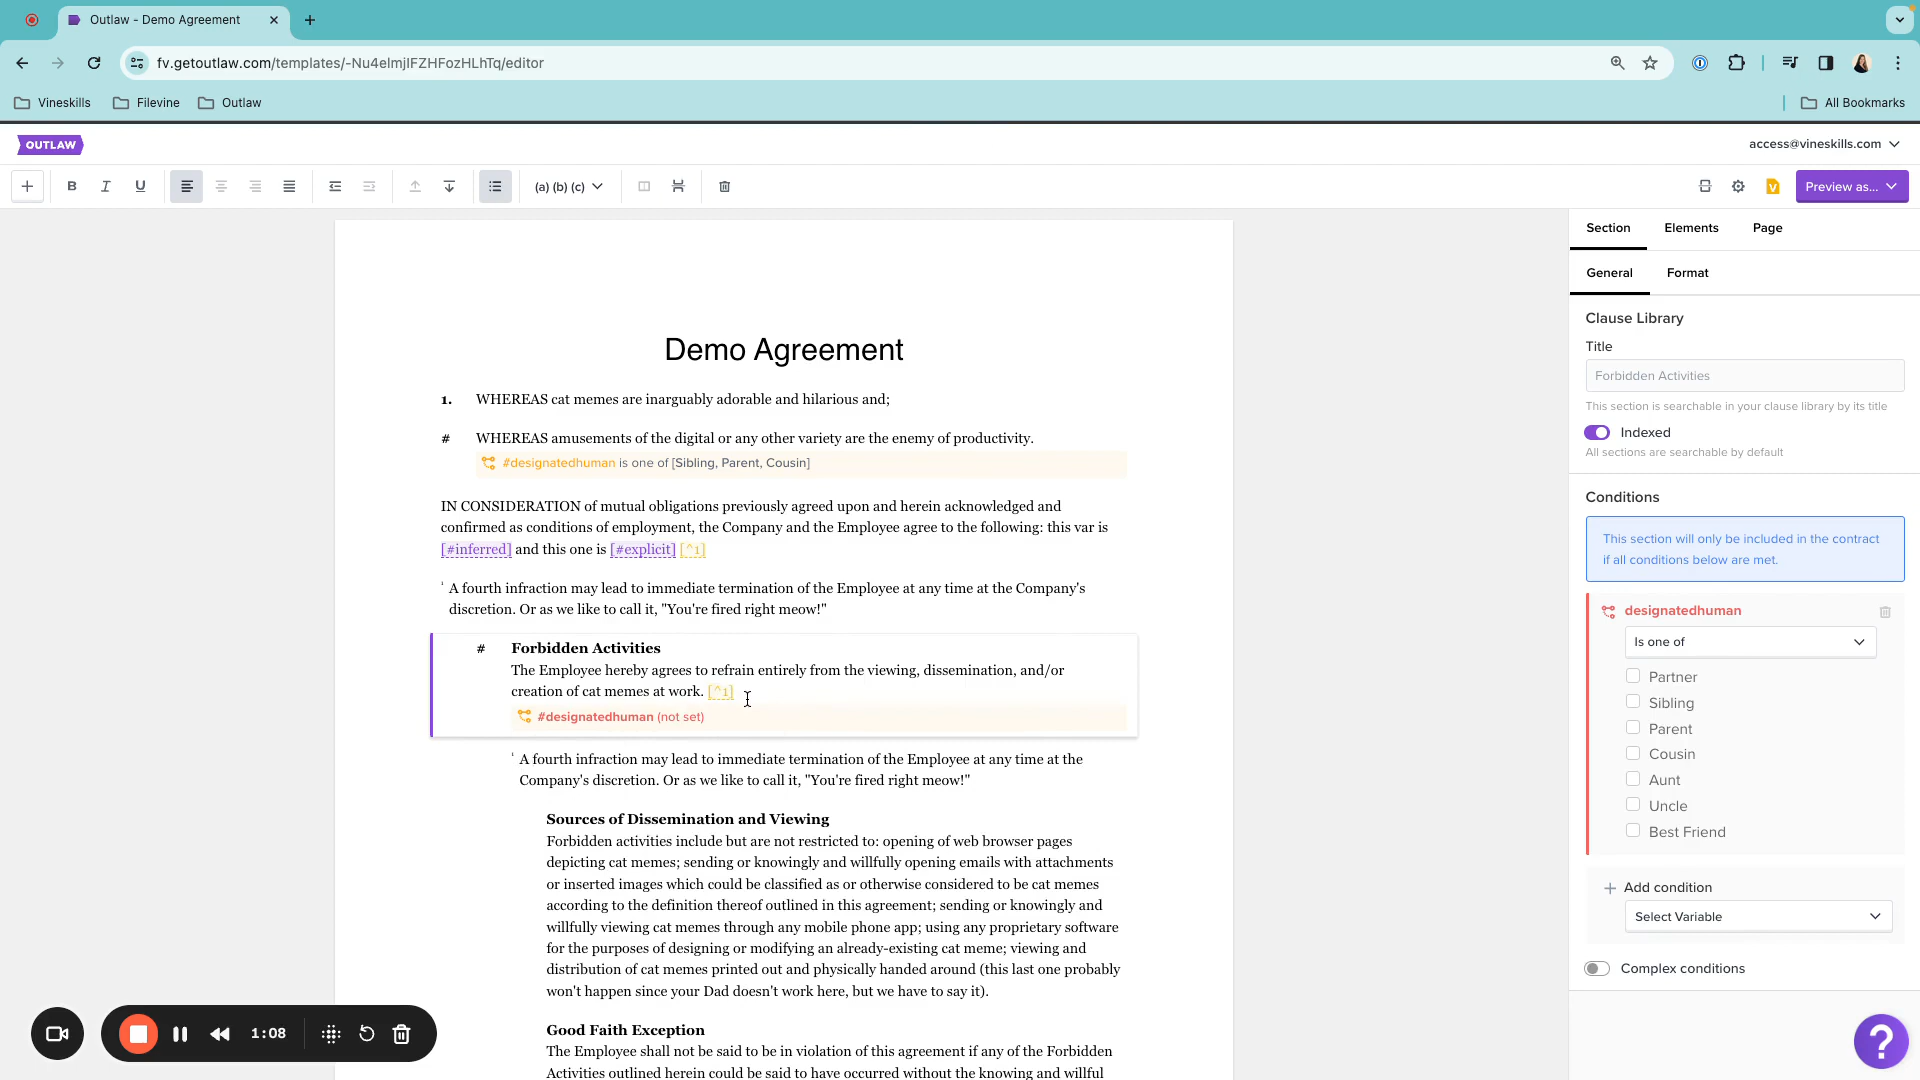 Outlaw - Demo Agreement
fv.getoutlaw.com/templates/-Nu4elmjIFZHFozHLhTq/editor
Vineskills
Filevine
Outlaw
All Bookmarks
OUTLAW
access@vineskills.com
B I U
(a) (b) (c)
Preview as...
Demo Agreement
1. WHEREAS cat memes are inarguably adorable and hilarious and;
# WHEREAS amusements of the digital or any other variety are the enemy of productivity.
#designatedhuman is one of [Sibling, Parent, Cousin]
IN CONSIDERATION of mutual obligations previously agreed upon and herein acknowledged and
confirmed as conditions of employment, the Company and the Employee agree to the following: this var is
[#inferred] and this one is [#explicit] [^1]
¹ A fourth infraction may lead to immediate termination of the Employee at any time at the Company's
discretion. Or as we like to call it, "You're fired right meow!"
# Forbidden Activities
The Employee hereby agrees to refrain entirely from the viewing, dissemination, and/or
creation of cat memes at work. [^1]
#designatedhuman (not set)
¹ A fourth infraction may lead to immediate termination of the Employee at any time at the
Company's discretion. Or as we like to call it, "You're fired right meow!"
Sources of Dissemination and Viewing
Forbidden activities include but are not restricted to: opening of web browser pages
depicting cat memes; sending or knowingly and willfully opening emails with attachments
or inserted images which could be classified as or otherwise considered to be cat memes
according to the definition thereof outlined in this agreement; sending or knowingly and
willfully viewing cat memes through any mobile phone app; using any proprietary software
for the purposes of designing or modifying an already-existing cat meme; viewing and
distribution of cat memes printed out and physically handed around (this last one probably
won't happen since your Dad doesn't work here, but we have to say it).
Good Faith Exception
The Employee shall not be said to be in violation of this agreement if any of the Forbidden
Activities outlined herein could be said to have occurred without the knowing and willful
Section
Elements
Page
General
Format
Clause Library
Title
Forbidden Activities
This section is searchable in your clause library by its title
Indexed
All sections are searchable by default
Conditions
This section will only be included in the contract
if all conditions below are met.
designatedhuman
Is one of
Partner
Sibling
Parent
Cousin
Aunt
Uncle
Best Friend
Add condition
Select Variable
Complex conditions
1:08
?